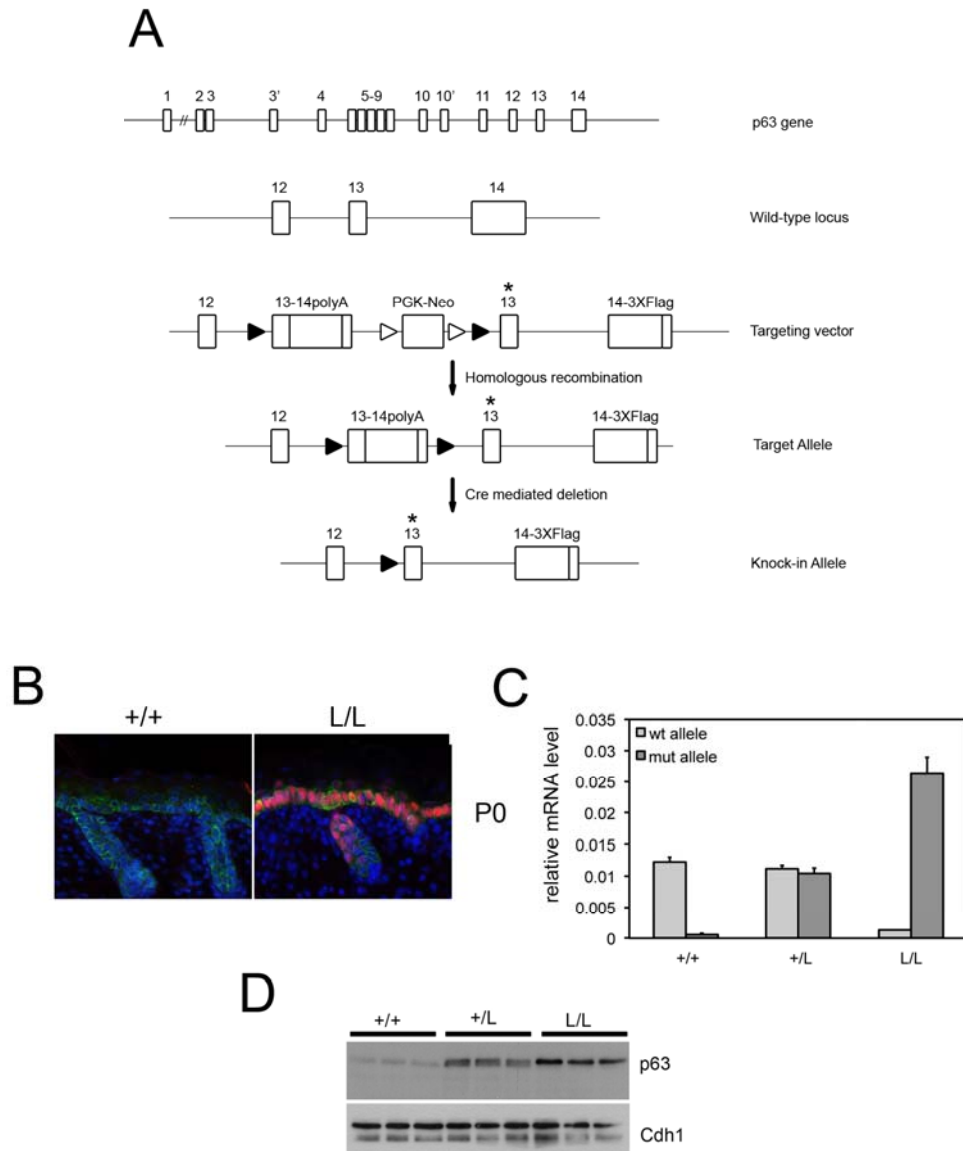 A
1 2 3 3' 4 5-9 10 10' 11 12 13 14
p63 gene
12 13 14
Wild-type locus
*
12 13-14polyA PGK-Neo 13 14-3XFlag
Targeting vector
Homologous recombination
*
12 13-14polyA 13 14-3XFlag
Target Allele
Cre mediated deletion
*
12 13 14-3XFlag
Knock-in Allele
B
+/+ L/L
P0
C
relative mRNA level
0.035
0.03
0.025
0.02
0.015
0.01
0.005
0
wt allele
mut allele
+/+ +/L L/L
D
+/+ +/L L/L
p63
Cdh1